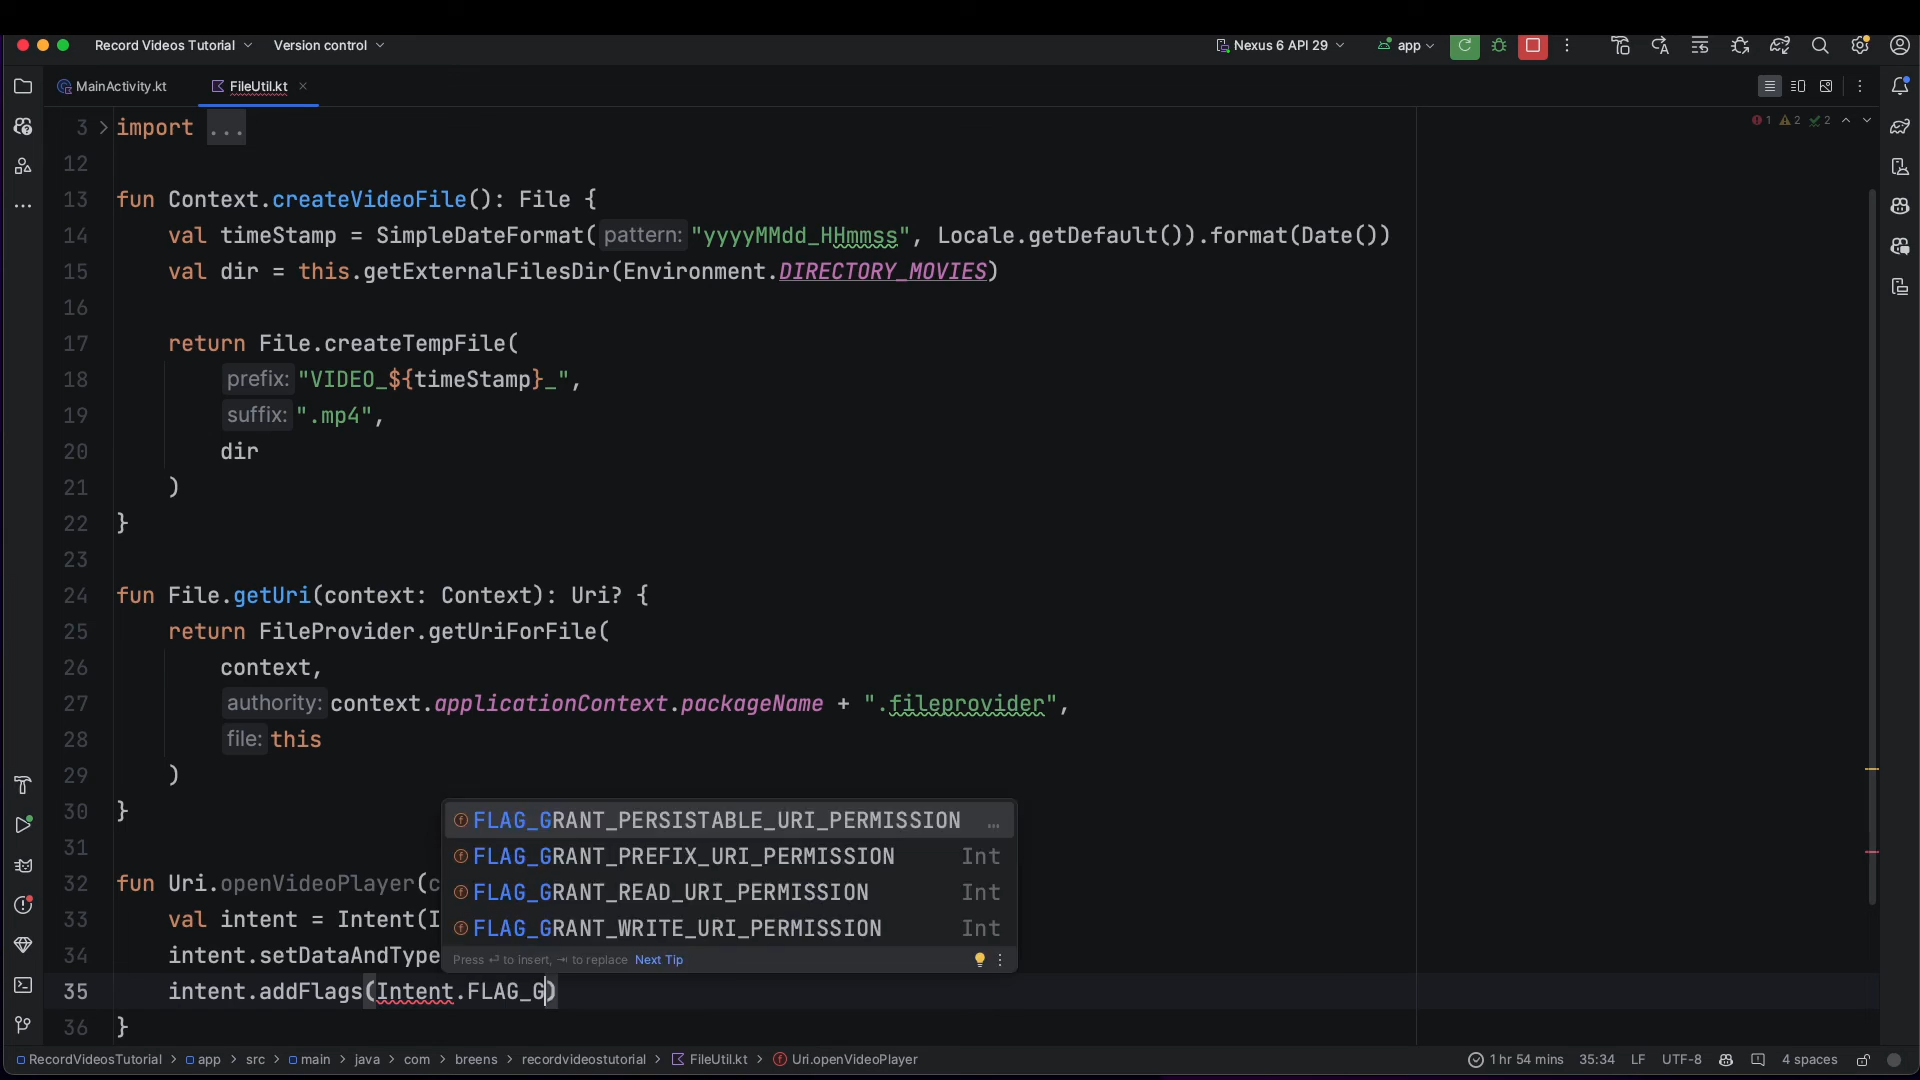 Record Videos Tutorial Version control Nexus 6 API 29 app
MainActivity.kt FileUtil.kt
1 2 2
3 import ...
12
13 fun Context.createVideoFile(): File {
14 val timeStamp = SimpleDateFormat( pattern: "yyyyMMdd_HHmmss", Locale.getDefault()).format(Date())
15 val dir = this.getExternalFilesDir(Environment.DIRECTORY_MOVIES)
16
17 return File.createTempFile(
18 prefix: "VIDEO_${timeStamp}_",
19 suffix: ".mp4",
20 dir
21 )
22 }
23
24 fun File.getUri(context: Context): Uri? {
25 return FileProvider.getUriForFile(
26 context,
27 authority: context.applicationContext.packageName + ".fileprovider",
28 file: this
29 )
30 }
31
32 fun Uri.openVideoPlayer(c
33 val intent = Intent(I
34 intent.setDataAndType
35 intent.addFlags(Intent.FLAG_G)
36 }
FLAG_GRANT_PERSISTABLE_URI_PERMISSION ...
FLAG_GRANT_PREFIX_URI_PERMISSION Int
FLAG_GRANT_READ_URI_PERMISSION Int
FLAG_GRANT_WRITE_URI_PERMISSION Int
Press ⏎ to insert, ⇥ to replace Next Tip
RecordVideosTutorial > app > src > main > java > com > breens > recordvideostutorial > FileUtil.kt > Uri.openVideoPlayer 1 hr 54 mins 35:34 LF UTF-8 4 spaces